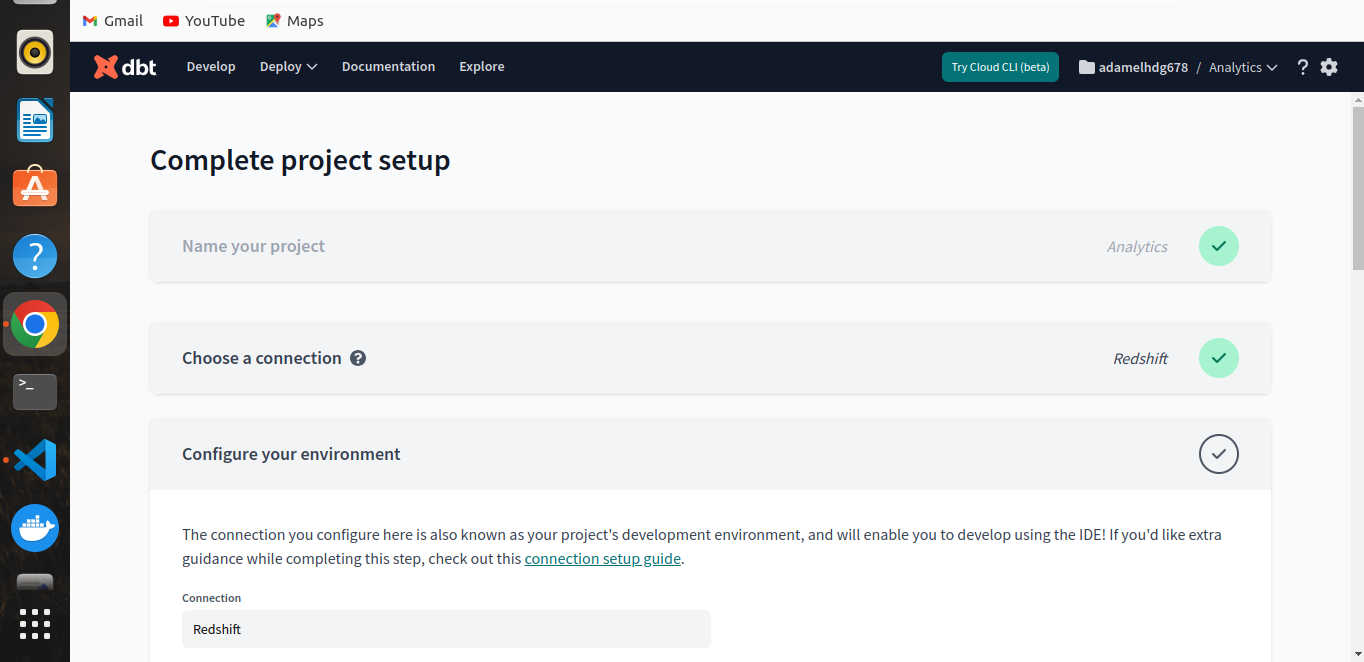 Gmail YouTube Maps
dbt Develop Deploy Documentation Explore Try Cloud CLI (beta) adamelhdg678 / Analytics ?
Complete project setup
Name your project Analytics
Choose a connection ? Redshift
Configure your environment
The connection you configure here is also known as your project's development environment, and will enable you to develop using the IDE! If you'd like extra
guidance while completing this step, check out this connection setup guide.
Connection
Redshift